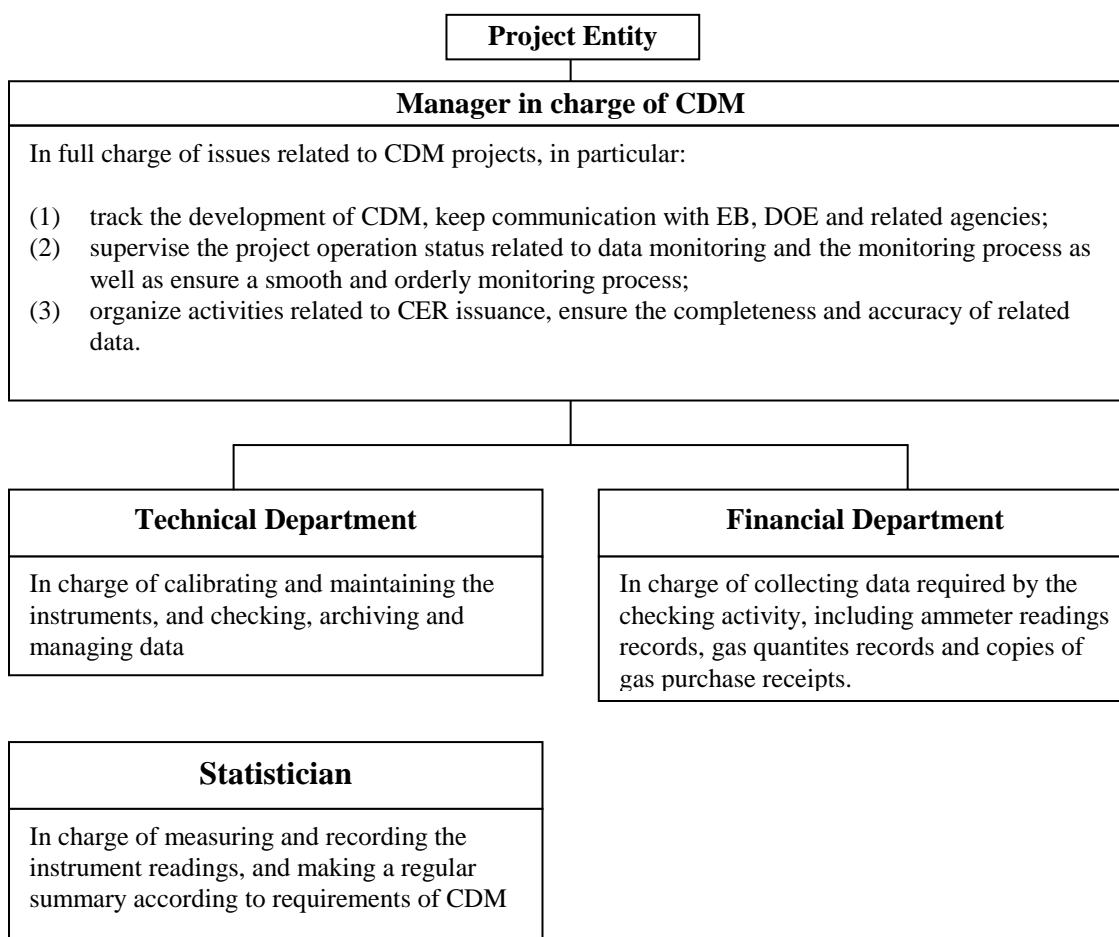 Project Entity
Manager in charge of CDM
In full charge of issues related to CDM projects, in particular:
(1) track the development of CDM, keep communication with EB, DOE and related agencies;
(2) supervise the project operation status related to data monitoring and the monitoring process as
well as ensure a smooth and orderly monitoring process;
(3) organize activities related to CER issuance, ensure the completeness and accuracy of related
data.
Technical Department
In charge of calibrating and maintaining the
instruments, and checking, archiving and
managing data
Financial Department
In charge of collecting data required by the
checking activity, including ammeter readings
records, gas quantites records and copies of
gas purchase receipts.
Statistician
In charge of measuring and recording the
instrument readings, and making a regular
summary according to requirements of CDM